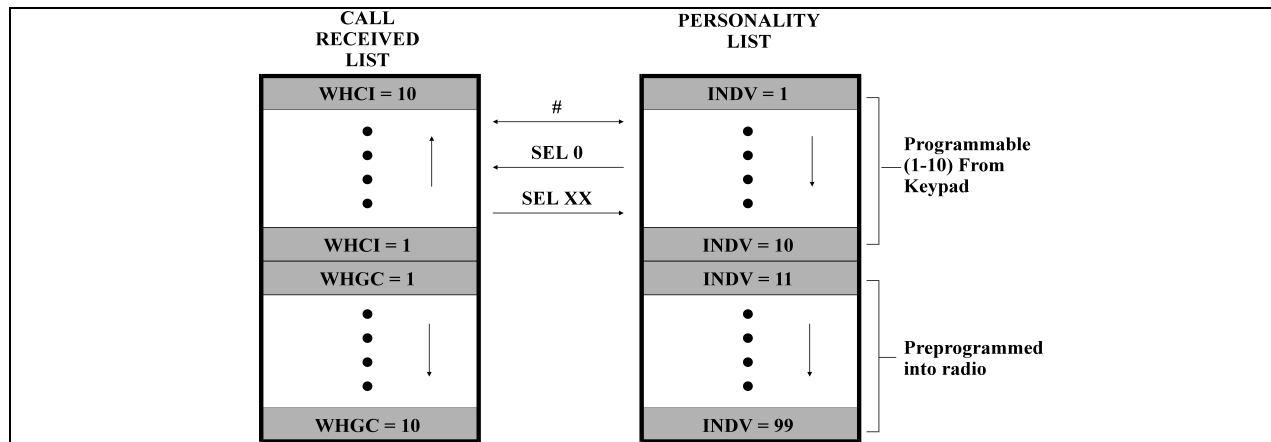 CALL
RECEIVED
LIST
WHCI = 10
WHCI = 1
WHGC = 1
WHGC = 10
#
SEL 0
SEL XX
PERSONALITY
LIST
INDV = 1
INDV = 10
INDV = 11
INDV = 99
Programmable
(1-10) From
Keypad
Preprogrammed
into radio